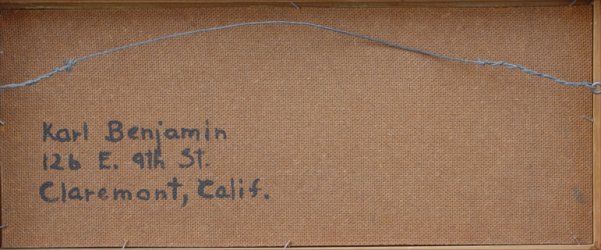 Karl Benjamin
126 E. 9th St.
Claremont, Calif.